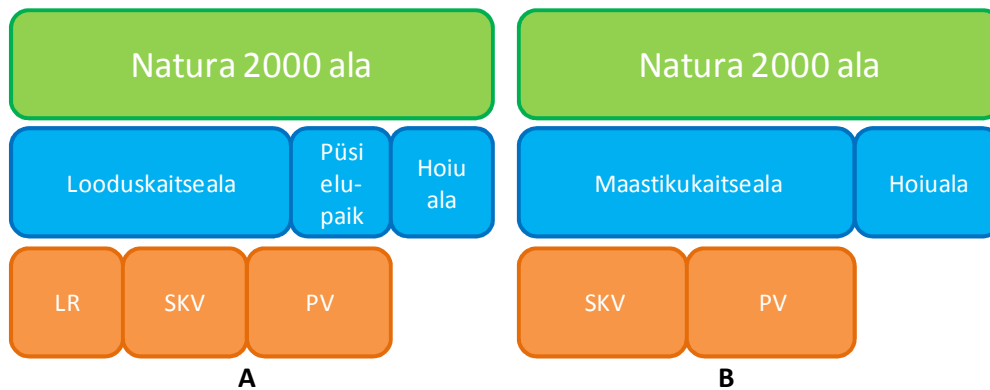 Natura 2000 ala
Natura 2000 ala
Looduskaitseala
Püsi
elu-
paik
Hoiu
ala
Maastikukaitseala
Hoiuala
LR
SKV
PV
SKV
PV
A
B